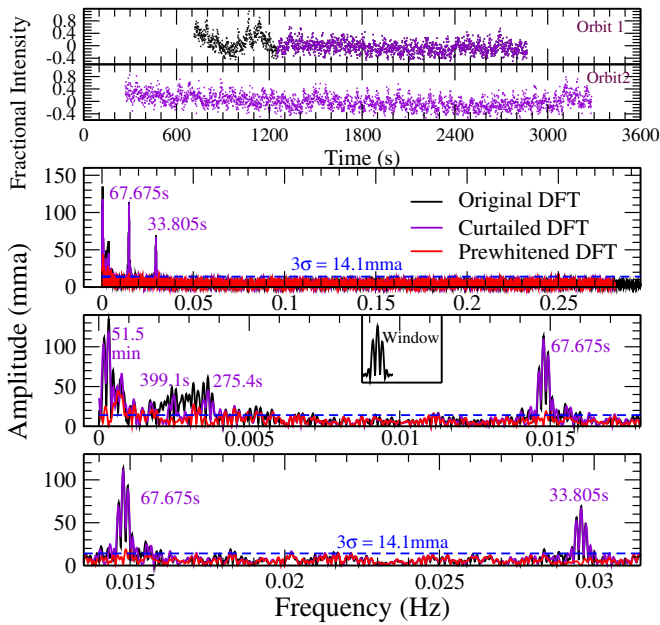 0.8
0.4
0
-0.4
Orbit 1
0.8
0.4
0
-0.4
Orbit2
Fractional Intensity
0 600 1200 1800 2400 3000 3600
Time (s)
150
100
50
0
67.675s
33.805s
3σ = 14.1mma
Original DFT
Curtailed DFT
Prewhitened DFT
0 0.05 0.1 0.15 0.2 0.25
Amplitude (mma)
100
50
0
51.5
min
399.1s
275.4s
Window
67.675s
0 0.005 0.01 0.015
100
50
0
67.675s
33.805s
3σ = 14.1mma
0.015 0.02 0.025 0.03
Frequency (Hz)